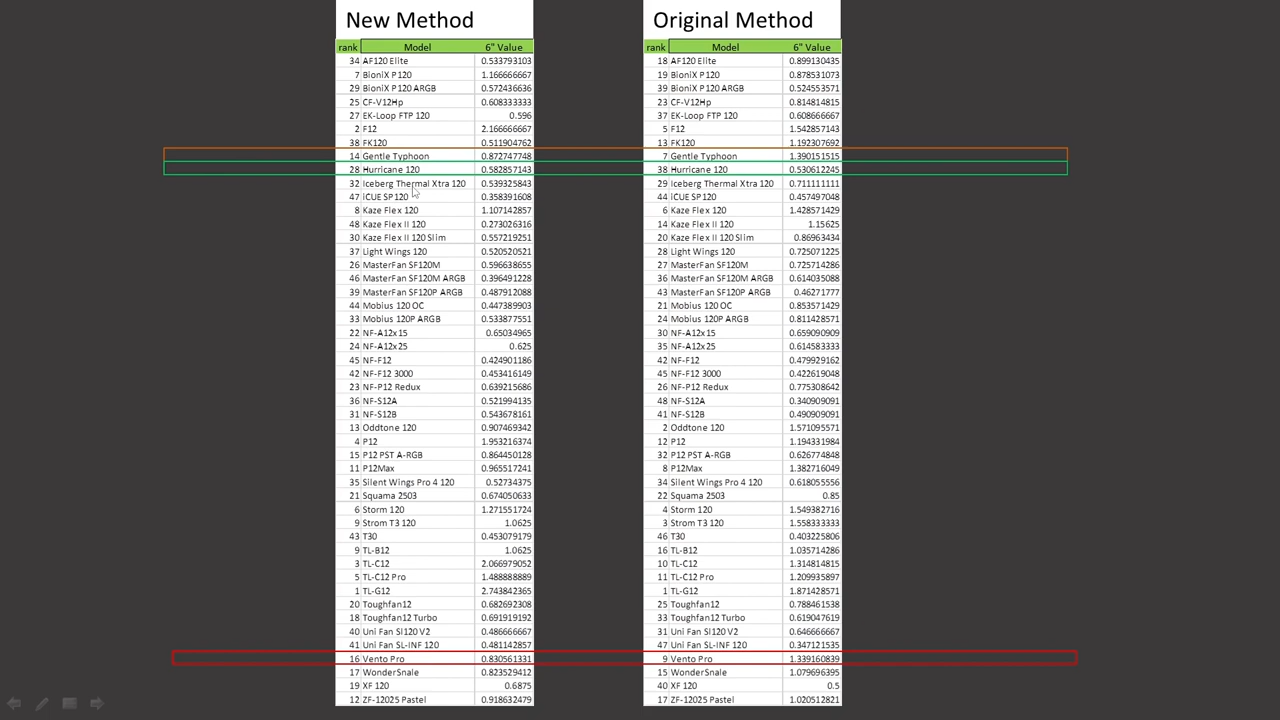 New Method
rank Model 6" Value
34 AF120 Elite 0.533793103
7 BioniX P120 1.166666667
29 BioniX P120 ARGB 0.572436636
25 CF-V12Hp 0.608333333
27 EK-Loop FTP 120 0.596
2 F12 2.166666667
38 FK120 0.511904762
14 Gentle Typhoon 0.872747748
28 Hurricane 120 0.582857143
32 Iceberg Thermal Xtra 120 0.539325843
47 iCUE SP120 0.358391608
8 Kaze Flex 120 1.107142857
48 Kaze Flex II 120 0.273026316
30 Kaze Flex II 120 Slim 0.557219251
37 Light Wings 120 0.520520521
26 MasterFan SF120M 0.596638655
46 MasterFan SF120M ARGB 0.396491228
39 MasterFan SF120P ARGB 0.487912088
44 Mobius 120 OC 0.447389903
33 Mobius 120P ARGB 0.533877551
22 NF-A12x15 0.65034965
24 NF-A12x25 0.625
45 NF-F12 0.424901186
42 NF-F12 3000 0.453416149
23 NF-P12 Redux 0.639215686
36 NF-S12A 0.521994135
31 NF-S12B 0.543678161
13 Oddtone 120 0.907469342
4 P12 1.953216374
15 P12 PST A-RGB 0.864450128
11 P12Max 0.965517241
35 Silent Wings Pro 4 120 0.52734375
21 Squama 2503 0.674050633
6 Storm 120 1.271551724
9 Strom T3 120 1.0625
43 T30 0.453079179
9 TL-B12 1.0625
3 TL-C12 2.066979052
5 TL-C12 Pro 1.488888889
1 TL-G12 2.743842365
20 Toughfan12 0.682692308
18 Toughfan12 Turbo 0.691919192
40 Uni Fan Sl120 V2 0.486666667
41 Uni Fan SL-INF 120 0.481142857
16 Vento Pro 0.830561331
17 WonderSnale 0.823529412
19 XF 120 0.6875
12 ZF-12025 Pastel 0.918632479
Original Method
rank Model 6" Value
18 AF120 Elite 0.899130435
19 BioniX P120 0.878531073
39 BioniX P120 ARGB 0.524553571
23 CF-V12Hp 0.814814815
37 EK-Loop FTP 120 0.608666667
5 F12 1.542857143
13 FK120 1.192307692
7 Gentle Typhoon 1.390151515
38 Hurricane 120 0.530612245
29 Iceberg Thermal Xtra 120 0.711111111
44 iCUE SP120 0.457497048
6 Kaze Flex 120 1.428571429
14 Kaze Flex II 120 1.15625
20 Kaze Flex II 120 Slim 0.86963434
28 Light Wings 120 0.725071225
27 MasterFan SF120M 0.725714286
36 MasterFan SF120M ARGB 0.614035088
43 MasterFan SF120P ARGB 0.46271777
21 Mobius 120 OC 0.853571429
24 Mobius 120P ARGB 0.811428571
30 NF-A12x15 0.659090909
35 NF-A12x25 0.614583333
42 NF-F12 0.479929162
45 NF-F12 3000 0.422619048
26 NF-P12 Redux 0.775308642
48 NF-S12A 0.340909091
41 NF-S12B 0.490909091
2 Oddtone 120 1.571095571
12 P12 1.194331984
32 P12 PST A-RGB 0.626774848
8 P12Max 1.382716049
34 Silent Wings Pro 4 120 0.618055556
22 Squama 2503 0.85
4 Storm 120 1.549382716
3 Strom T3 120 1.558333333
46 T30 0.403225806
16 TL-B12 1.035714286
10 TL-C12 1.314814815
11 TL-C12 Pro 1.209935897
1 TL-G12 1.871428571
25 Toughfan12 0.788461538
33 Toughfan12 Turbo 0.619047619
31 Uni Fan Sl120 V2 0.646666667
47 Uni Fan SL-INF 120 0.347121535
9 Vento Pro 1.339160839
15 WonderSnale 1.079696395
40 XF 120 0.5
17 ZF-12025 Pastel 1.020512821